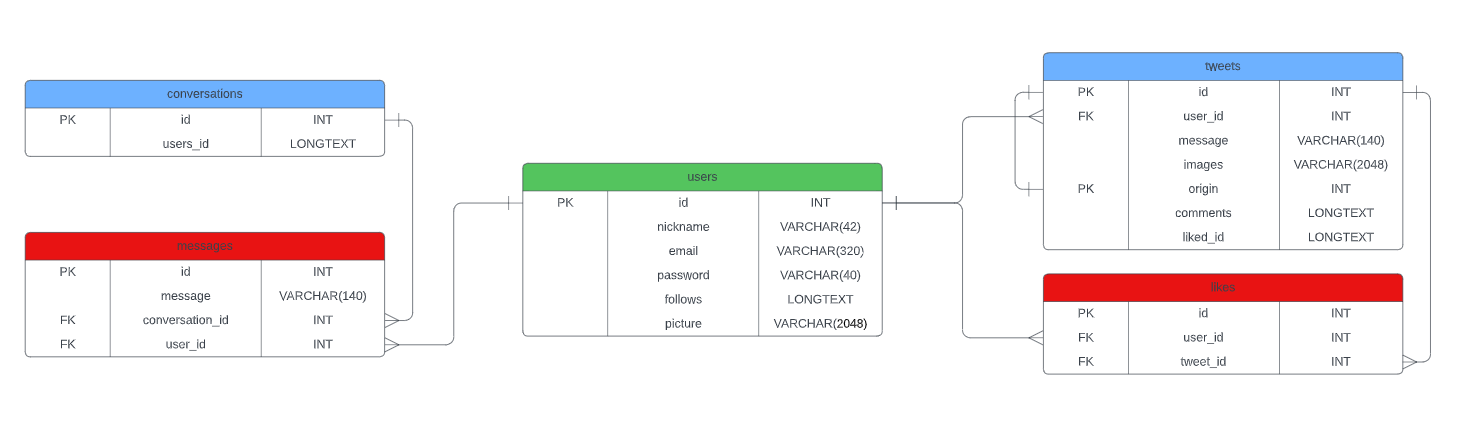 conversations
PK id INT
users_id LONGTEXT
messages
PK id INT
message VARCHAR(140)
FK conversation_id INT
FK user_id INT
users
PK id INT
nickname VARCHAR(42)
email VARCHAR(320)
password VARCHAR(40)
follows LONGTEXT
picture VARCHAR(2048)
tweets
PK id INT
FK user_id INT
message VARCHAR(140)
images VARCHAR(2048)
PK origin INT
comments LONGTEXT
liked_id LONGTEXT
likes
PK id INT
FK user_id INT
FK tweet_id INT